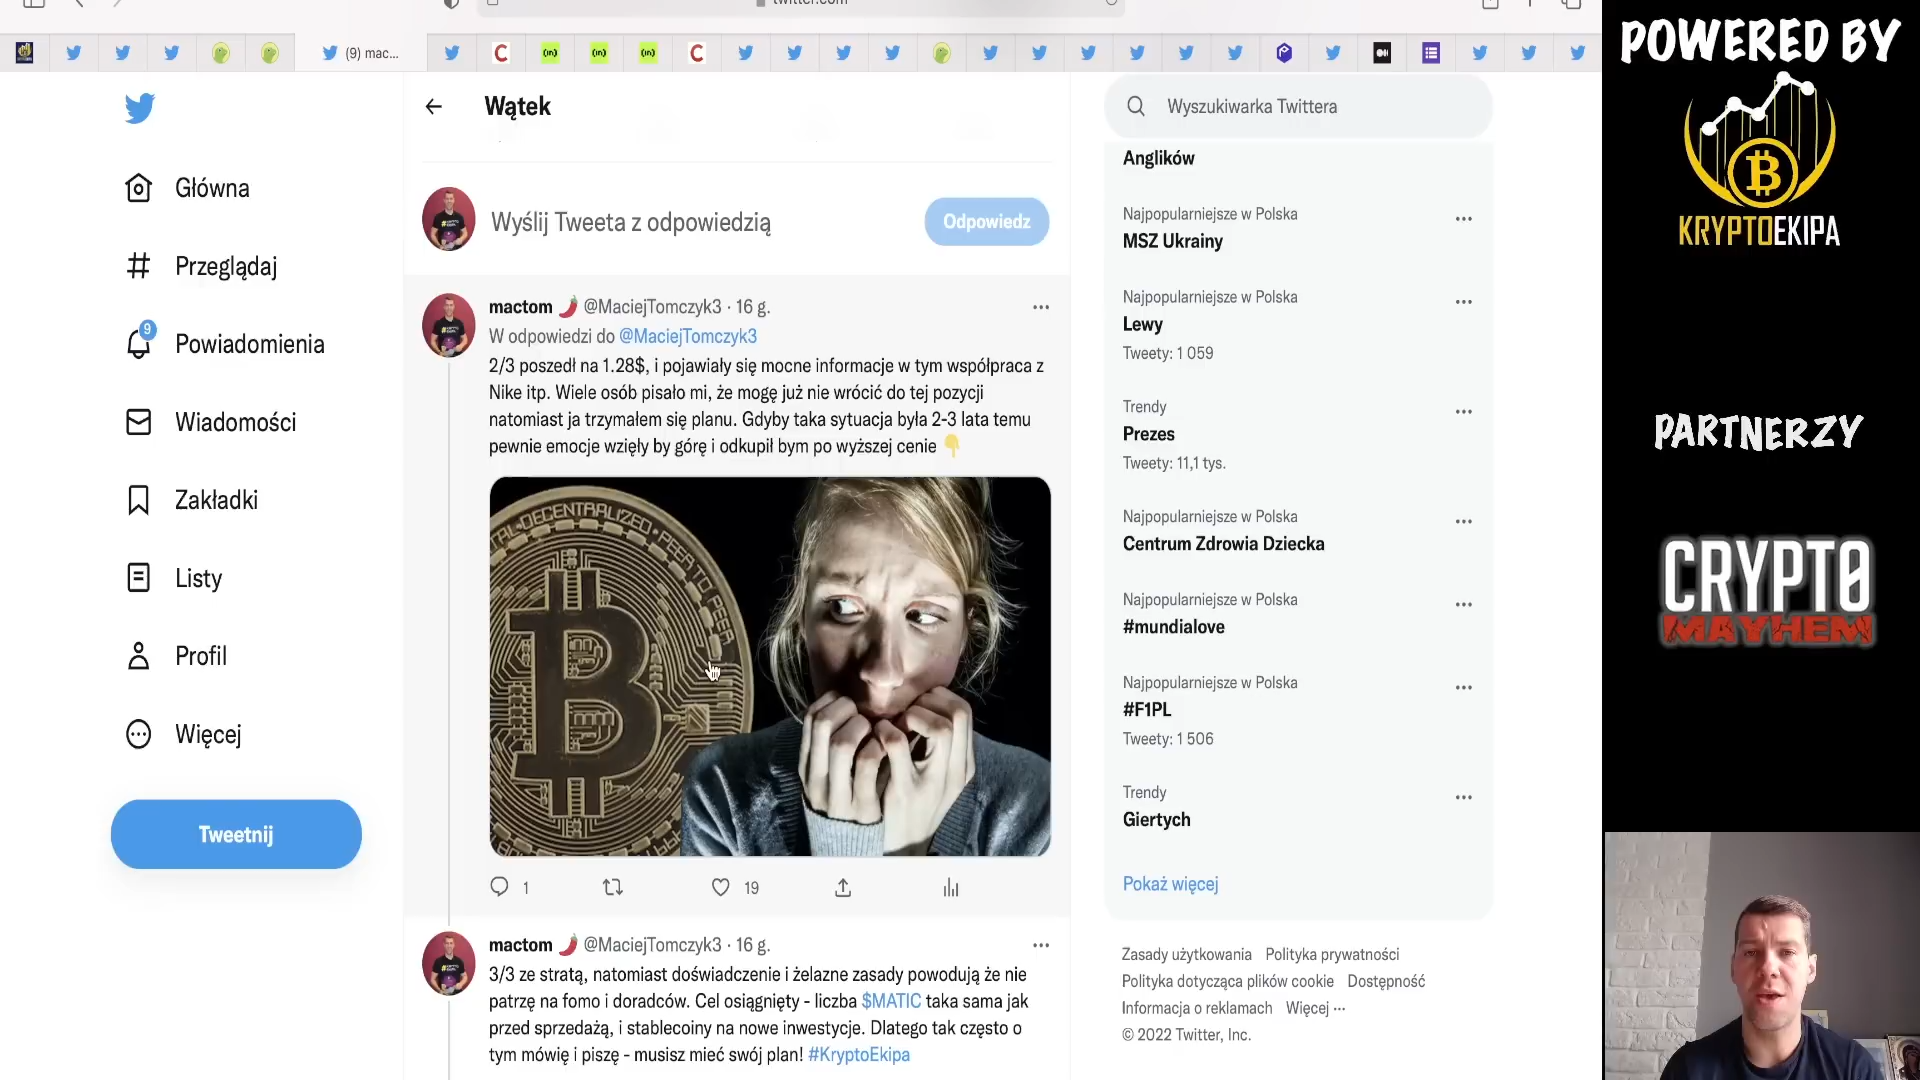 twitter.com
(9) mac...
POWERED BY
KRYPTOEKIPA
PARTNERZY
CRYPTO
MAYHEM
Główna
Przeglądaj
9
Powiadomienia
Wiadomości
Zakładki
Listy
Profil
Więcej
Tweetnij
Wątek
Wyślij Tweeta z odpowiedzią
Odpowiedz
mactom @MaciejTomczyk3 · 16 g.
W odpowiedzi do @MaciejTomczyk3
2/3 poszedł na 1.28$, i pojawiały się mocne informacje w tym współpraca z
Nike itp. Wiele osób pisało mi, że mogę już nie wrócić do tej pozycji
natomiast ja trzymałem się planu. Gdyby taka sytuacja była 2-3 lata temu
pewnie emocje wzięły by górę i odkupił bym po wyższej cenie
DECENTRALIZED • PEER TO PEER
1
19
mactom @MaciejTomczyk3 · 16 g.
3/3 ze stratą, natomiast doświadczenie i żelazne zasady powodują że nie
patrzę na fomo i doradców. Cel osiągnięty - liczba $MATIC taka sama jak
przed sprzedażą, i stablecoiny na nowe inwestycje. Dlatego tak często o
tym mówię i piszę - musisz mieć swój plan! #KryptoEkipa
Wyszukiwarka Twittera
Anglików
Najpopularniejsze w Polska
MSZ Ukrainy
Najpopularniejsze w Polska
Lewy
Tweety: 1 059
Trendy
Prezes
Tweety: 11,1 tys.
Najpopularniejsze w Polska
Centrum Zdrowia Dziecka
Najpopularniejsze w Polska
#mundialove
Najpopularniejsze w Polska
#F1PL
Tweety: 1 506
Trendy
Giertych
Pokaż więcej
Zasady użytkowania Polityka prywatności
Polityka dotycząca plików cookie Dostępność
Informacja o reklamach Więcej ···
© 2022 Twitter, Inc.